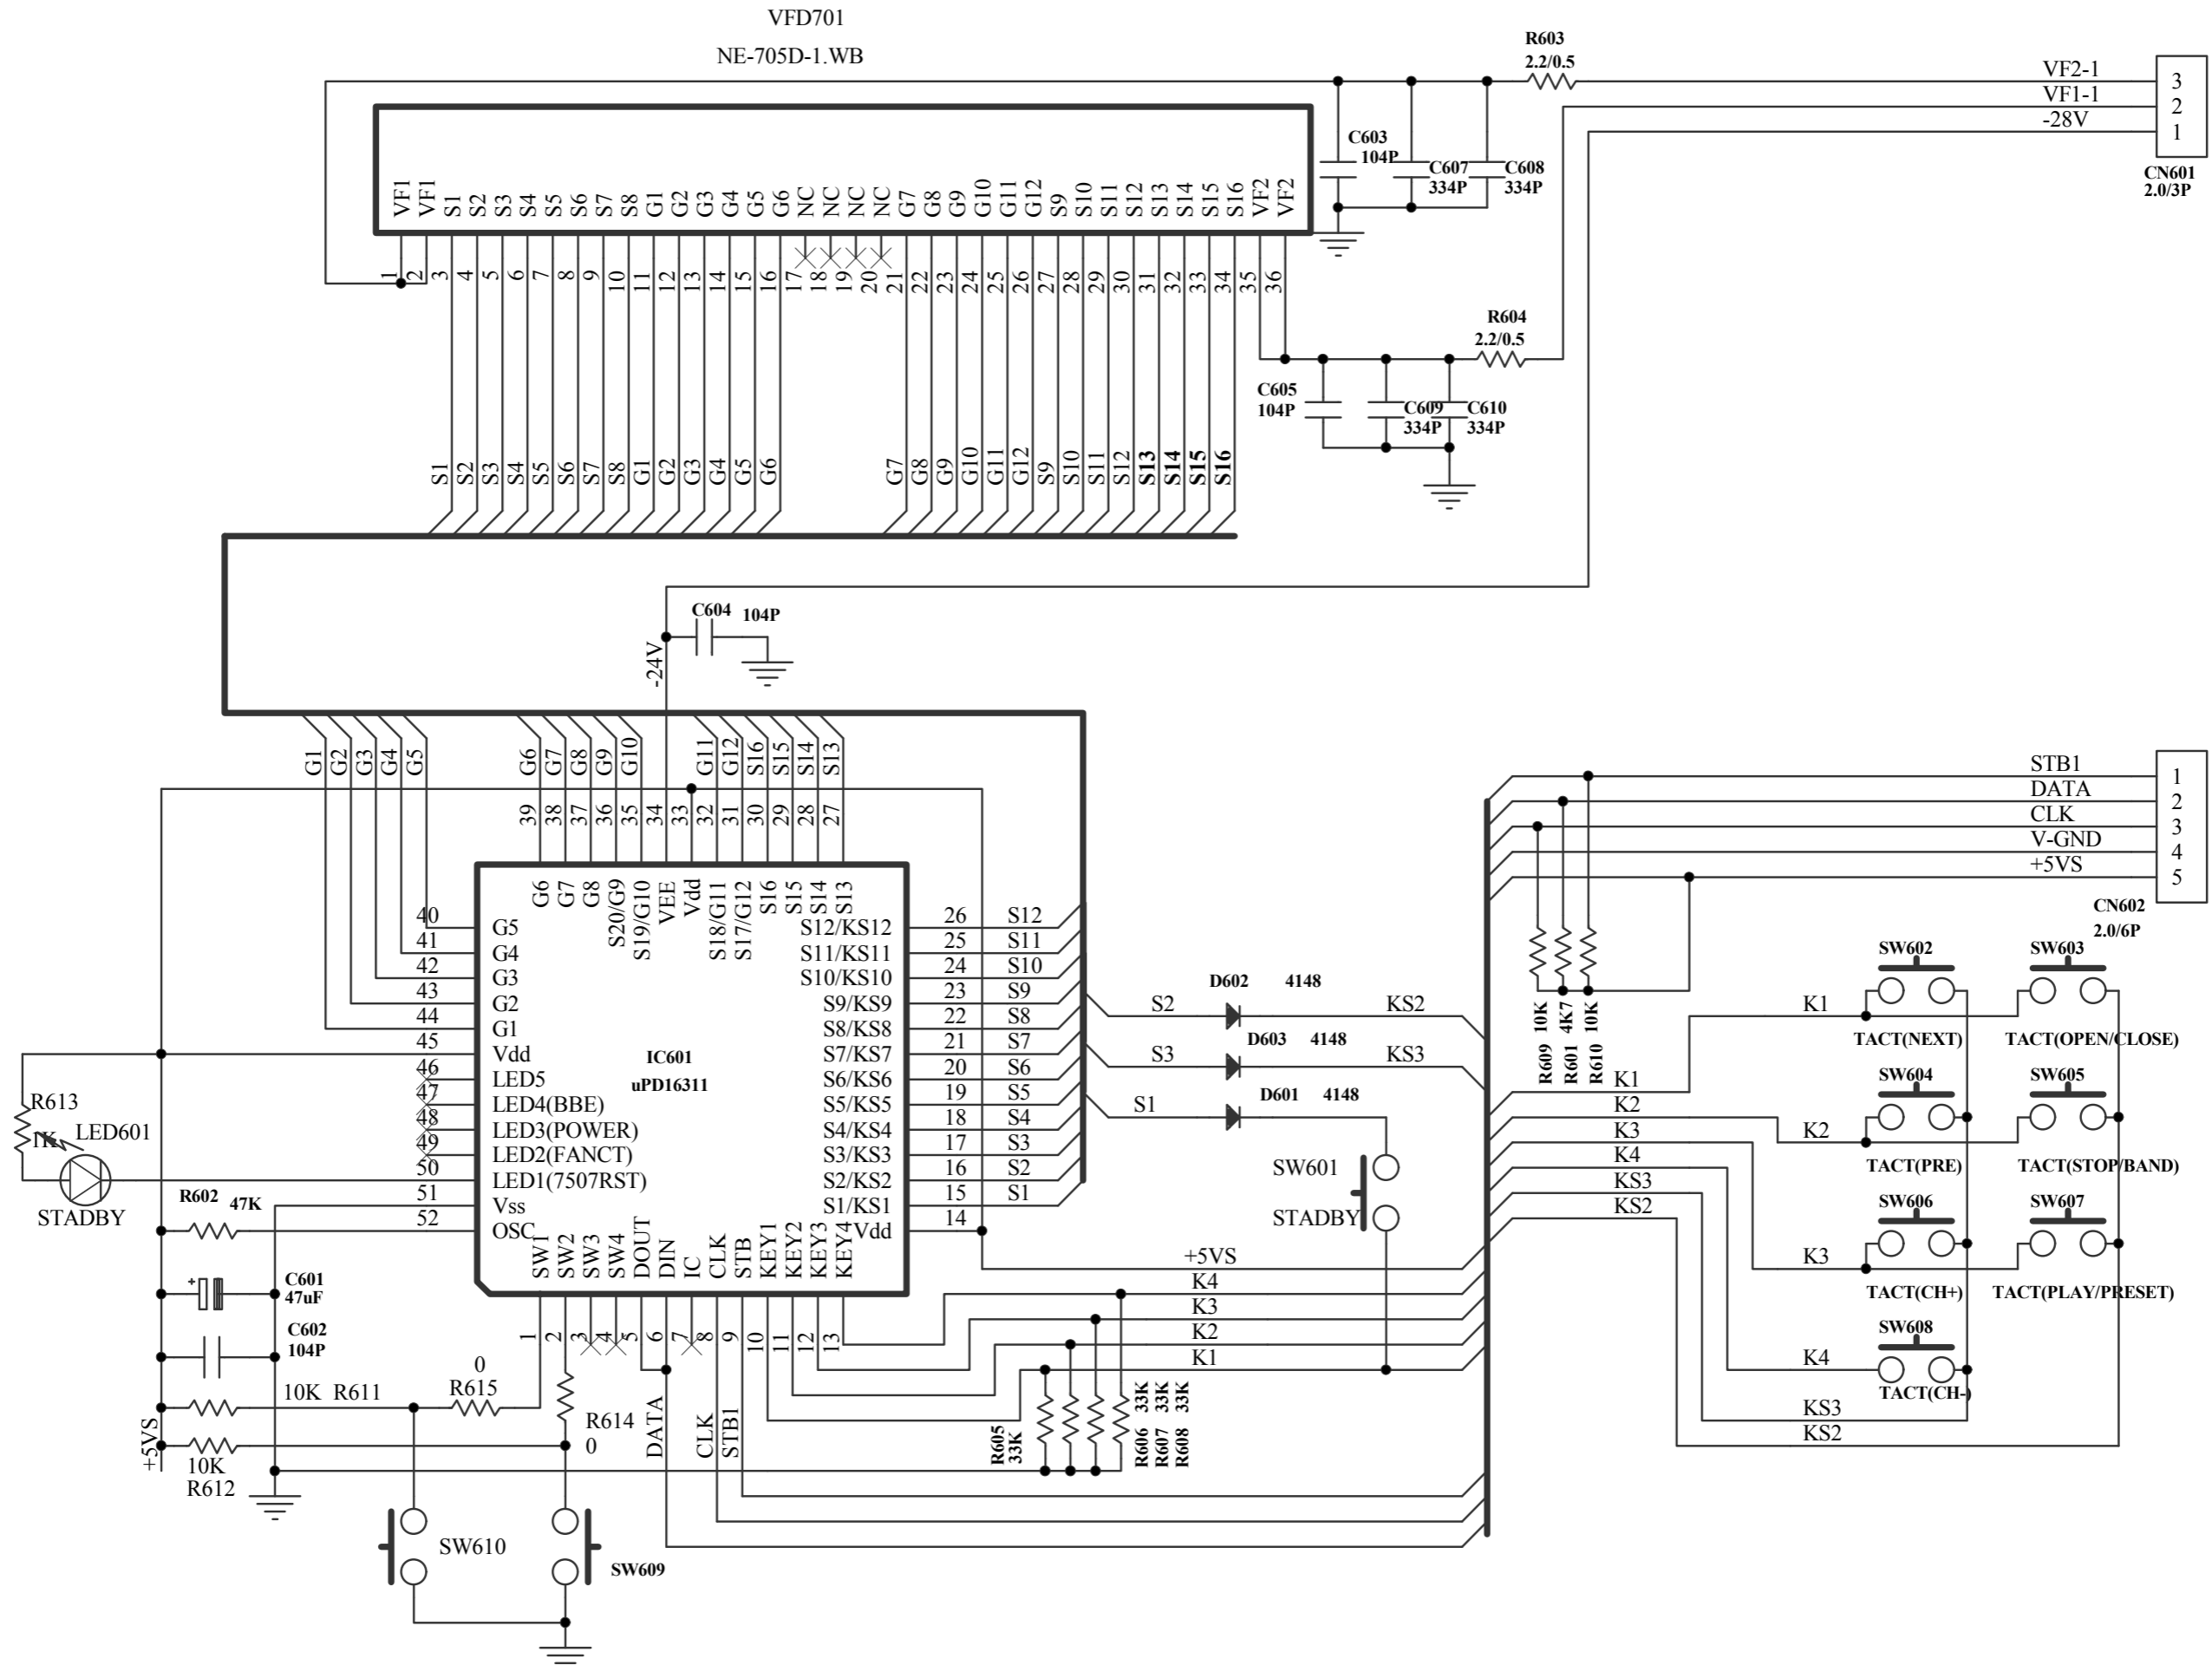 VFD701
NE-705D-1.WB
R603
2.2/0.5
VF2-1
3
VF1-1
2
-28V
1
CN601
2.0/3P
C603
104P
C607
334P
C608
334P
VF1 VF1 S1 S2 S3 S4 S5 S6 S7 S8 G1 G2 G3 G4 G5 G6 NC NC NC NC G7 G8 G9 G10 G11 G12 S9 S10 S11 S12 S13 S14 S15 S16 VF2 VF2
1 2 3 4 5 6 7 8 9 10 11 12 13 14 15 16 17 18 19 20 21 22 23 24 25 26 27 28 29 30 31 32 33 34 35 36
R604
2.2/0.5
C605
104P
C609
334P
C610
334P
S1 S2 S3 S4 S5 S6 S7 S8 G1 G2 G3 G4 G5 G6 G7 G8 G9 G10 G11 G12 S9 S10 S11 S12 S13 S14 S15 S16
C604 104P
-24V
G1 G2 G3 G4 G5 G6 G7 G8 G9 G10 G11 G12 S16 S15 S14 S13
39 38 37 36 35 34 33 32 31 30 29 28 27
G6 G7 G8 S20/G9 S19/G10 VEE Vdd S18/G11 S17/G12 S16 S15 S14 S13
40 G5
41 G4
42 G3
43 G2
44 G1
45 Vdd
46 LED5
47 LED4(BBE)
48 LED3(POWER)
49 LED2(FANCT)
50 LED1(7507RST)
51 Vss
52 OSC
IC601
uPD16311
S12/KS12 26 S12
S11/KS11 25 S11
S10/KS10 24 S10
S9/KS9 23 S9
S8/KS8 22 S8
S7/KS7 21 S7
S6/KS6 20 S6
S5/KS5 19 S5
S4/KS4 18 S4
S3/KS3 17 S3
S2/KS2 16 S2
S1/KS1 15 S1
Vdd 14
SW1 SW2 SW3 SW4 DOUT DIN IC CLK STB KEY1 KEY2 KEY3 KEY4
1 2 3 4 5 6 7 8 9 10 11 12 13
R613
1K
LED601
STADBY
R602 47K
+
C601
47uF
C602
104P
10K R611
0
R615
R614
0
10K
R612
+5VS
DATA
CLK
STB1
SW610
SW609
S2
D602 4148
KS2
S3
D603 4148
KS3
S1
D601 4148
SW601
STADBY
+5VS
K4
K3
K2
K1
R605
33K
R606 33K
R607 33K
R608 33K
STB1
1
DATA
2
CLK
3
V-GND
4
+5VS
5
CN602
2.0/6P
R609 10K
R601 4K7
R610 10K
K1
K2
K3
K4
KS3
KS2
K1
SW602
TACT(NEXT)
SW603
TACT(OPEN/CLOSE)
K2
SW604
TACT(PRE)
SW605
TACT(STOP/BAND)
K3
SW606
TACT(CH+)
SW607
TACT(PLAY/PRESET)
K4
SW608
TACT(CH-)
KS3
KS2